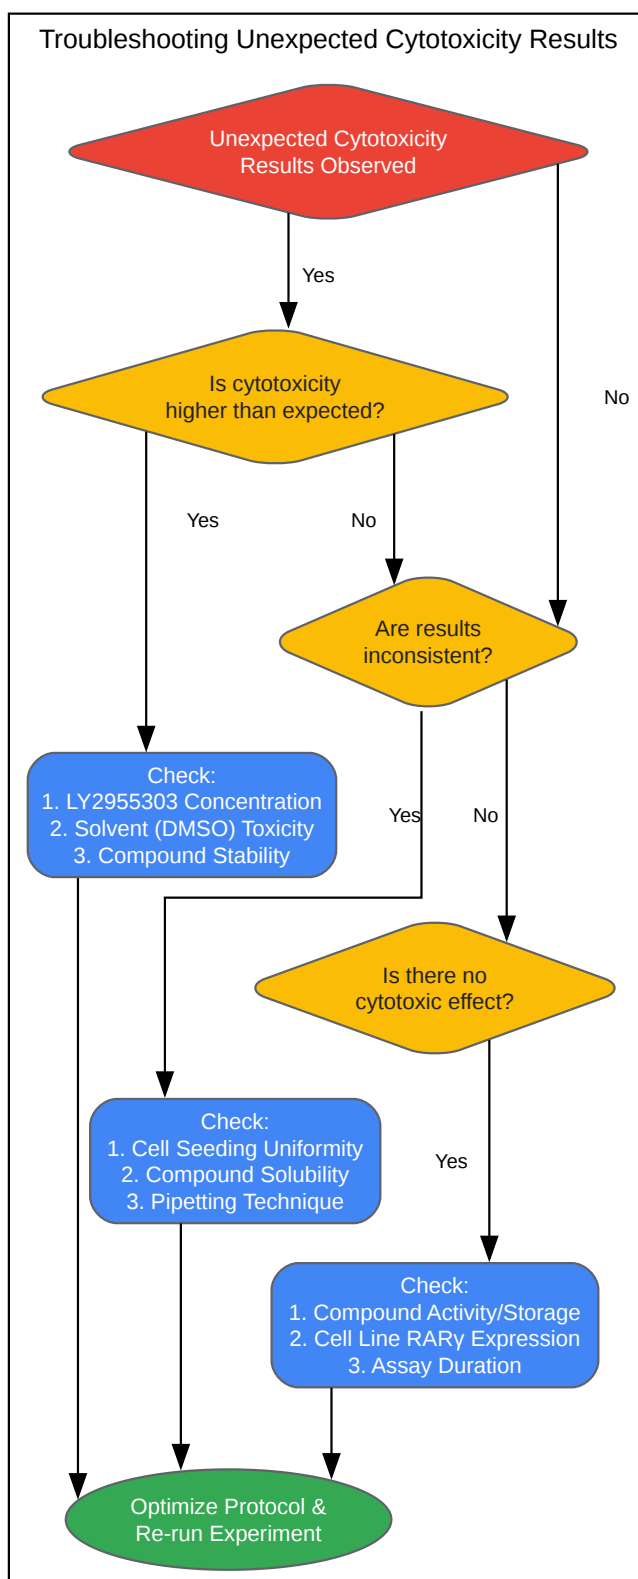 Troubleshooting Unexpected Cytotoxicity Results
Unexpected Cytotoxicity
Results Observed
Yes
No
Is cytotoxicity
higher than expected?
Yes
No
Are results
inconsistent?
Yes
No
Check:
1. LY2955303 Concentration
2. Solvent (DMSO) Toxicity
3. Compound Stability
Is there no
cytotoxic effect?
Yes
Check:
1. Cell Seeding Uniformity
2. Compound Solubility
3. Pipetting Technique
Check:
1. Compound Activity/Storage
2. Cell Line RARγ Expression
3. Assay Duration
Optimize Protocol &
Re-run Experiment